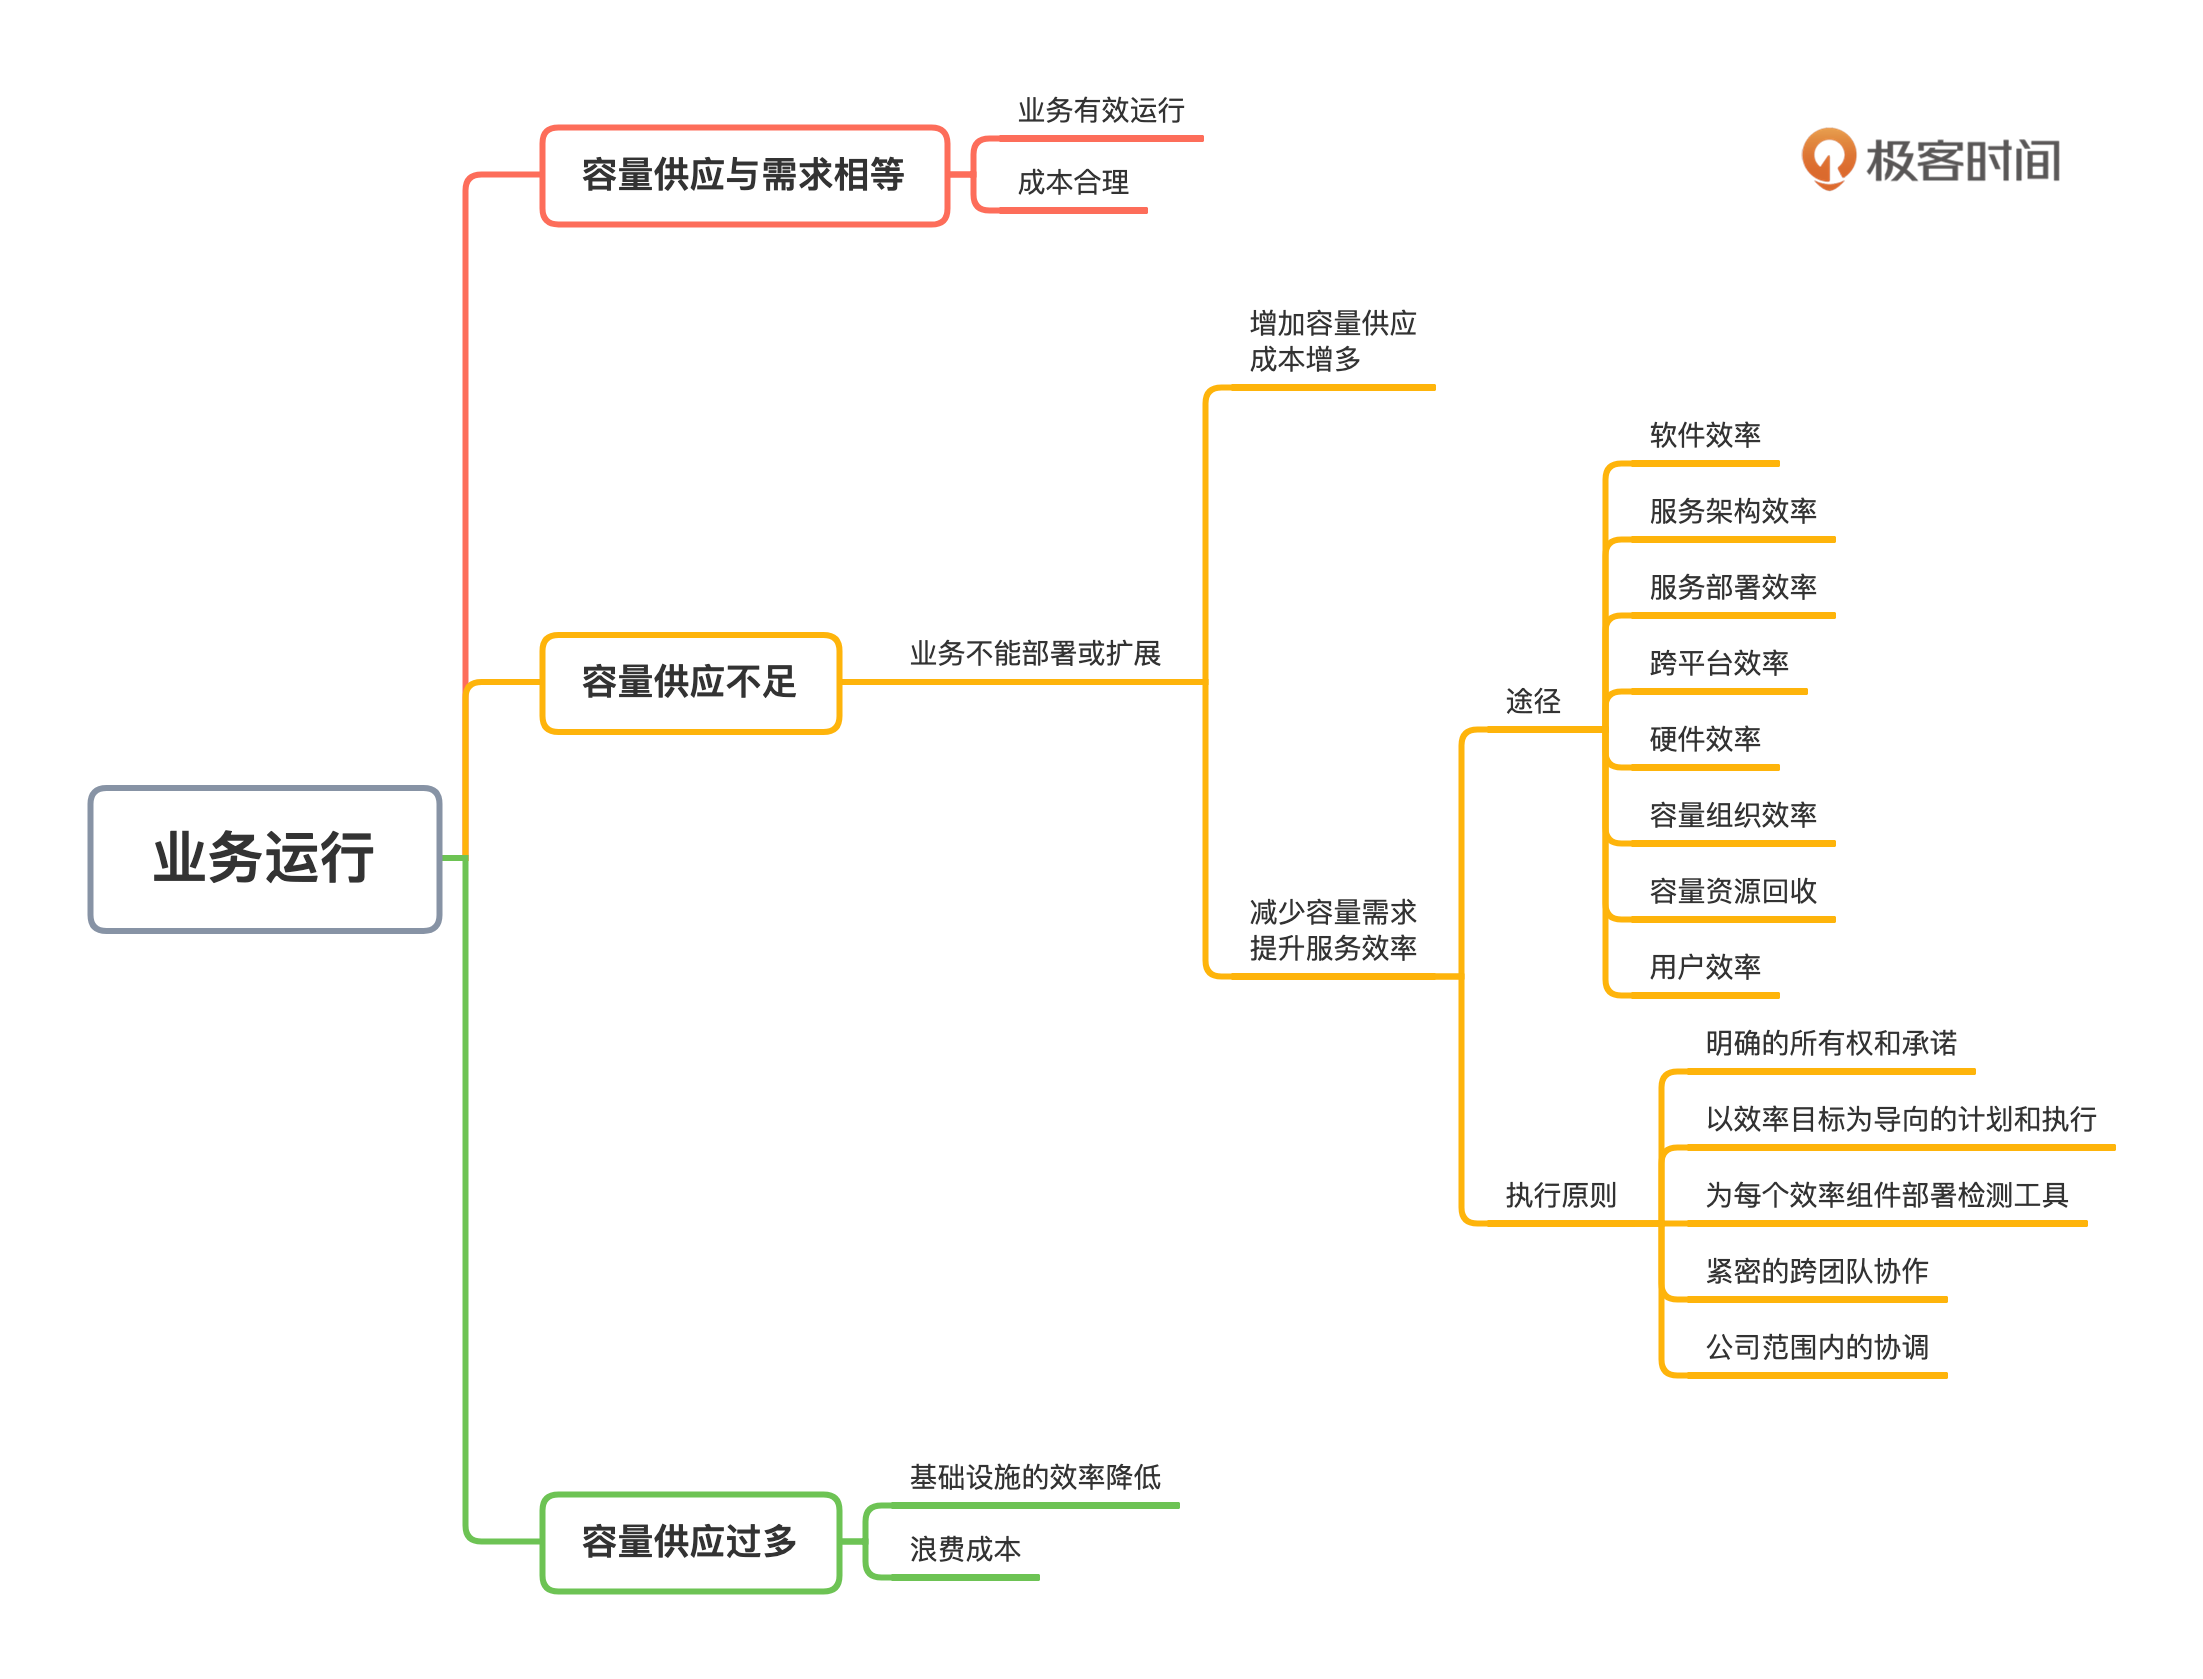 业务有效运行
容量供应与需求相等
成本合理
极客时间
增加容量供应
成本增多
软件效率
服务架构效率
服务部署效率
业务不能部署或扩展
容量供应不足
跨平台效率
途径
硬件效率
容量组织效率
业务运行
容量资源回收
减少容量需求
提升服务效率
用户效率
明确的所有权和承诺
以效率目标为导向的计划和执行
执行原则
为每个效率组件部署检测工具
紧密的跨团队协作
公司范围内的协调
基础设施的效率降低
容量供应过多
浪费成本